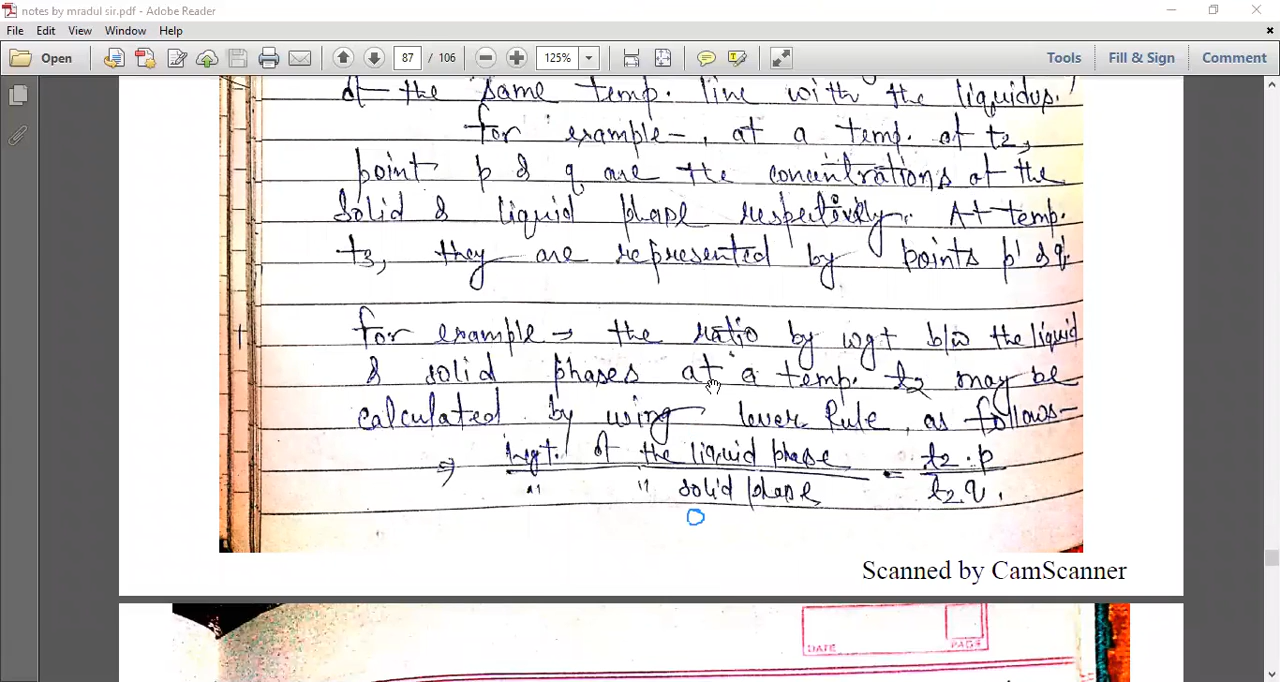 notes by mradul sir.pdf - Adobe Reader
File Edit View Window Help
Open 87 / 106 125% Tools Fill & Sign Comment
of the same temp. line with the liquidus.
for example-, at a temp. of t2,
point p & q are the concentrations of the
Solid & liquid phase respectively. At temp.
t3, they are represented by points p' & q'.
for example → the ratio by wgt b/w the liquid
& solid phases at a temp. t2 may be
calculated by using lever Rule, as follows-
⇒ wgt. of the liquid phase = t2.p
" " solid phase t2.q.
Scanned by CamScanner
DATE PAGE